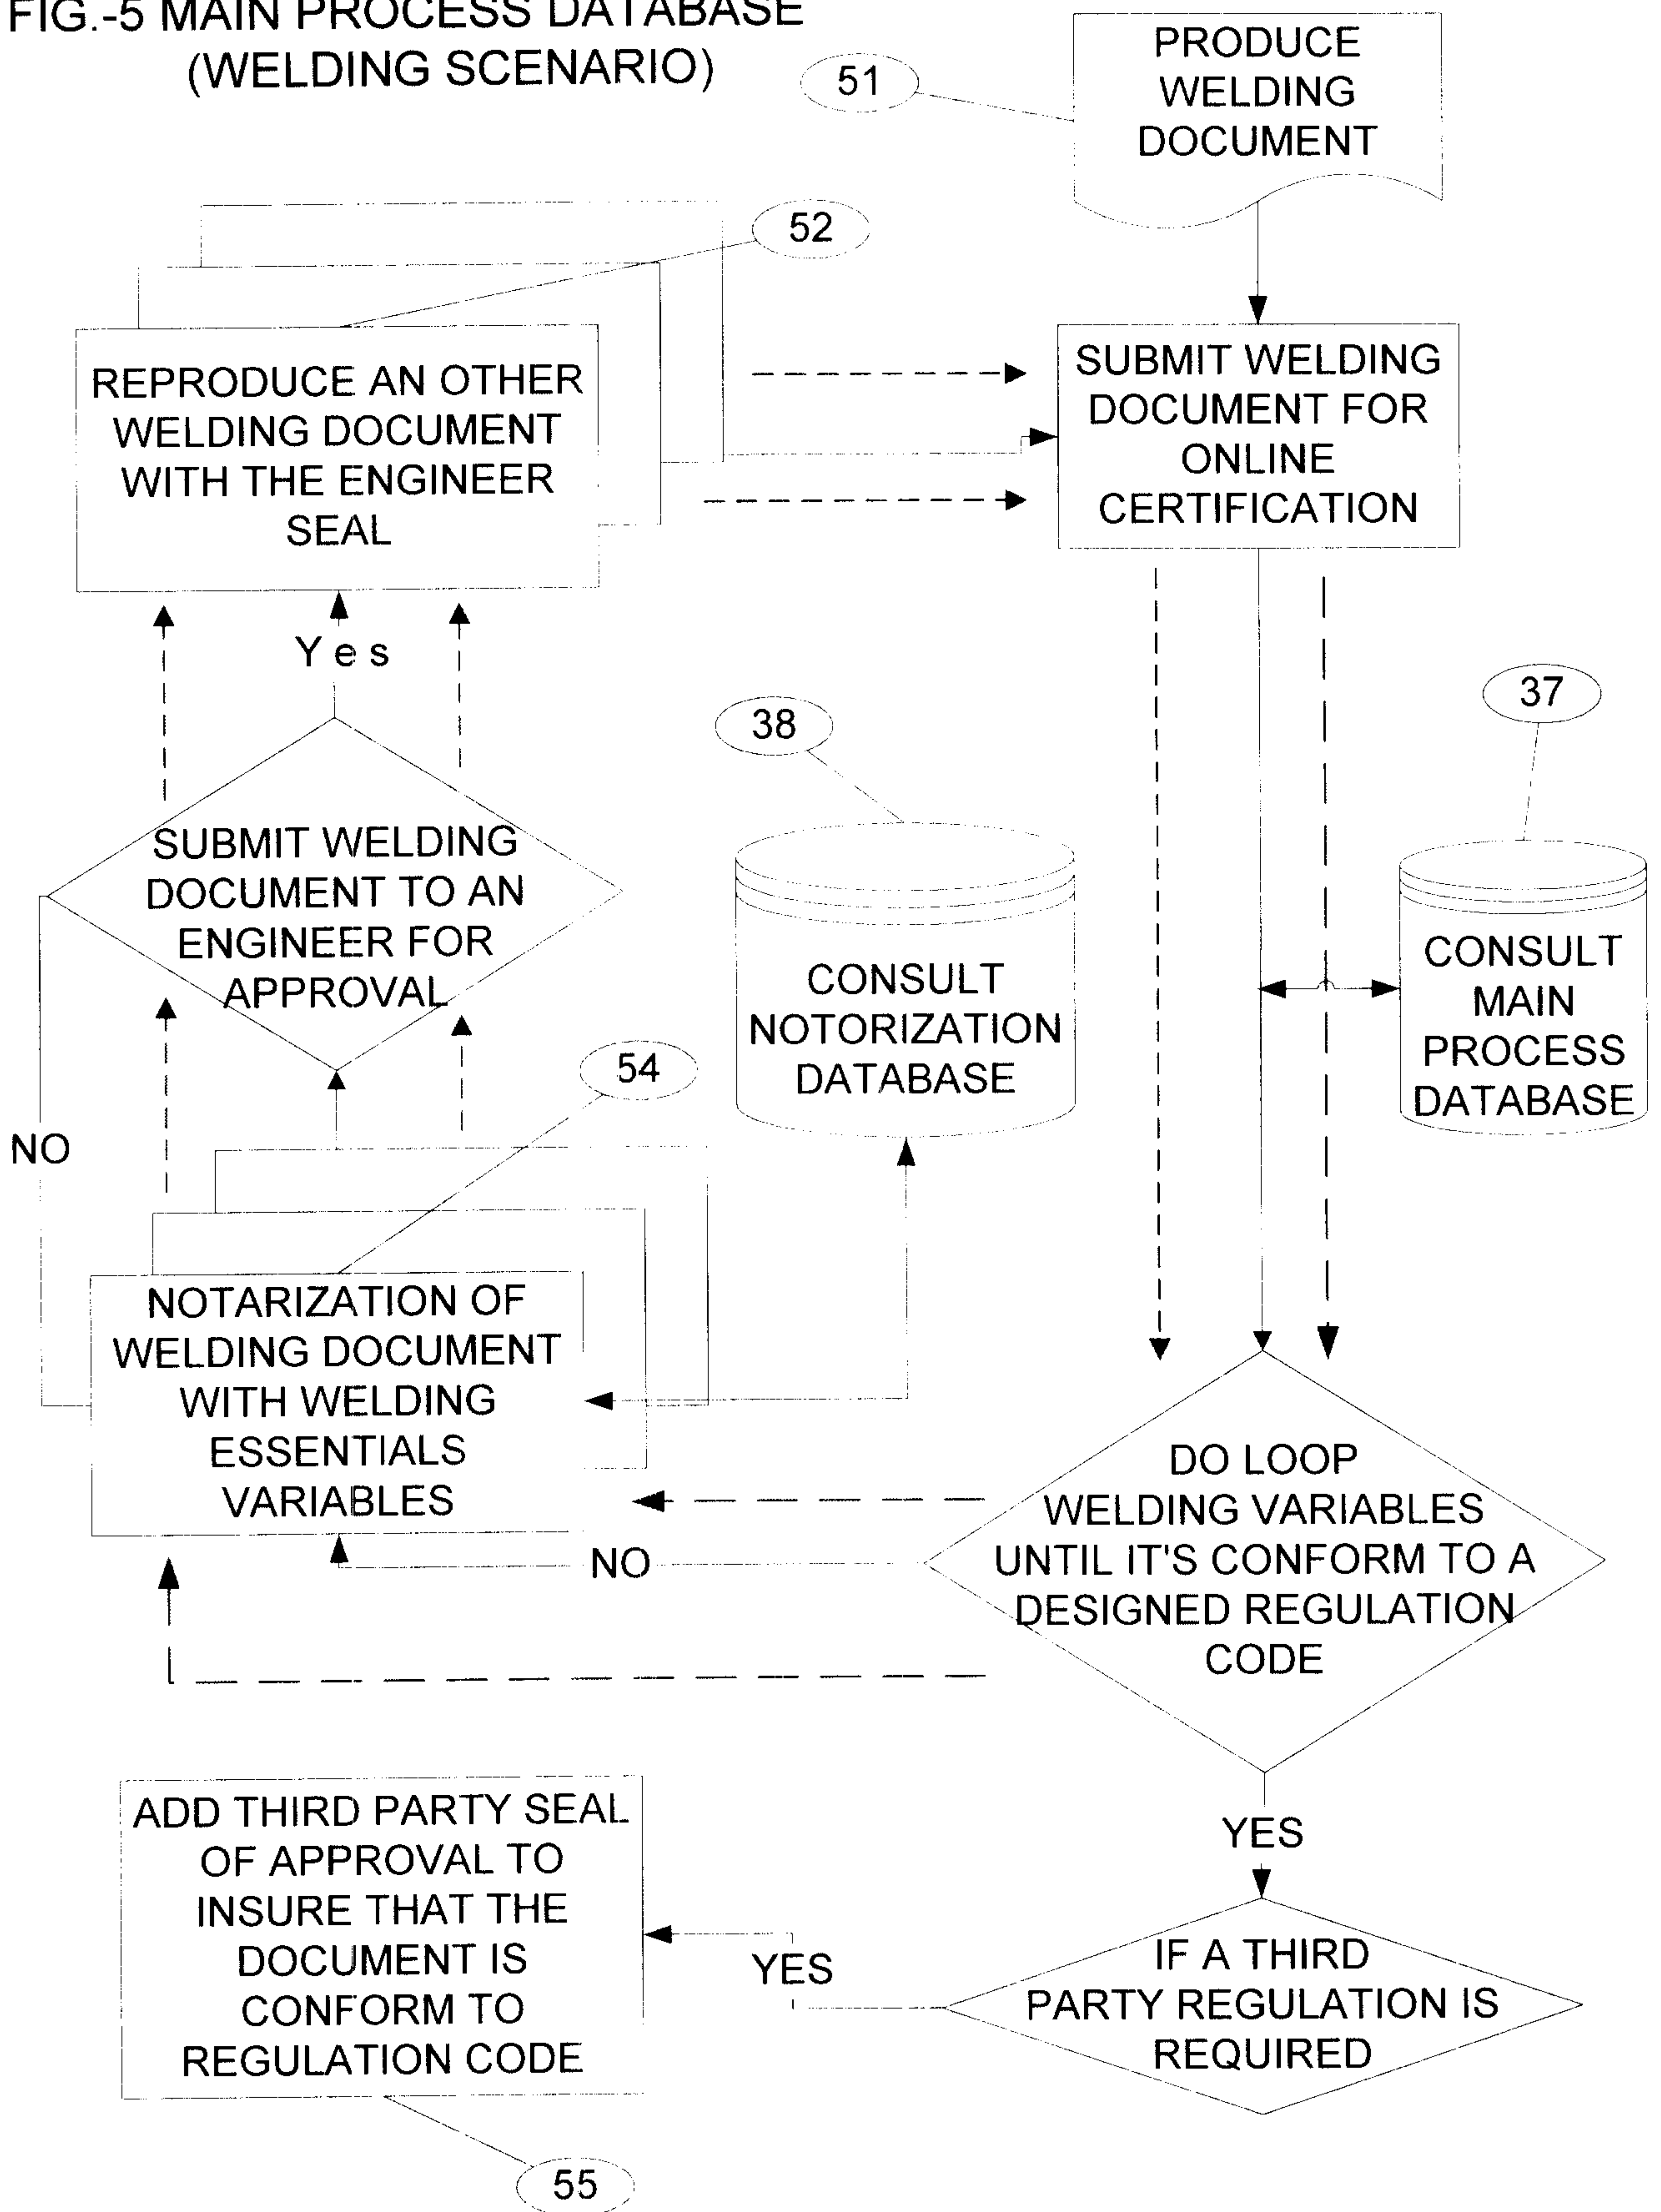 FIG.-5 MAIN PROCESS DATABASE
(WELDING SCENARIO)
51
PRODUCE
WELDING
DOCUMENT
52
REPRODUCE AN OTHER
WELDING DOCUMENT
WITH THE ENGINEER
SEAL
SUBMIT WELDING
DOCUMENT FOR
ONLINE
CERTIFICATION
Yes
38
37
SUBMIT WELDING
DOCUMENT TO AN
ENGINEER FOR
APPROVAL
CONSULT
NOTORIZATION
DATABASE
CONSULT
MAIN
PROCESS
DATABASE
54
NO
NOTARIZATION OF
WELDING DOCUMENT
WITH WELDING
ESSENTIALS
VARIABLES
DO LOOP
WELDING VARIABLES
UNTIL IT'S CONFORM TO A
DESIGNED REGULATION
CODE
NO
YES
ADD THIRD PARTY SEAL
OF APPROVAL TO
INSURE THAT THE
DOCUMENT IS
CONFORM TO
REGULATION CODE
YES
IF A THIRD
PARTY REGULATION IS
REQUIRED
55